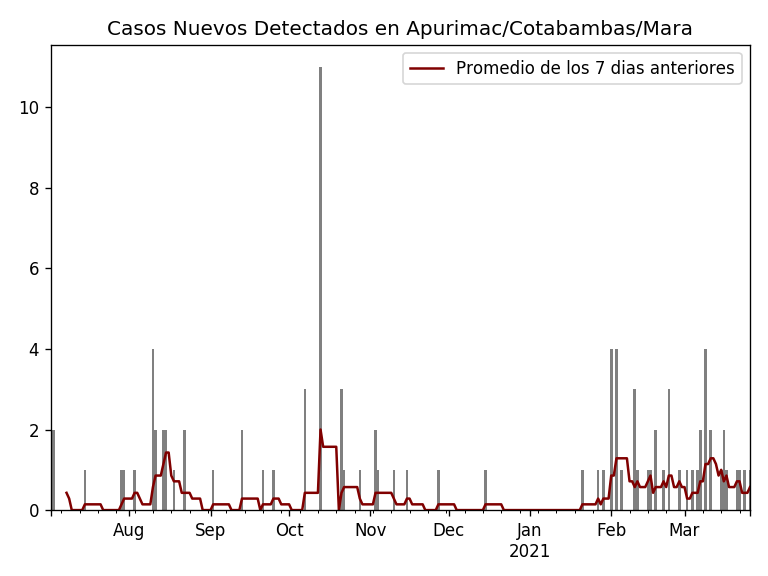 Casos Nuevos Detectados en Apurimac/Cotabambas/Mara
Promedio de los 7 dias anteriores
10
8
6
4
2
0
Aug Sep Oct Nov Dec Jan Feb Mar
2021